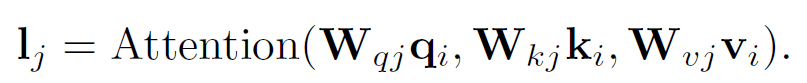 l_j = Attention(W_{qj}q_i, W_{kj}k_i, W_{vj}v_i).